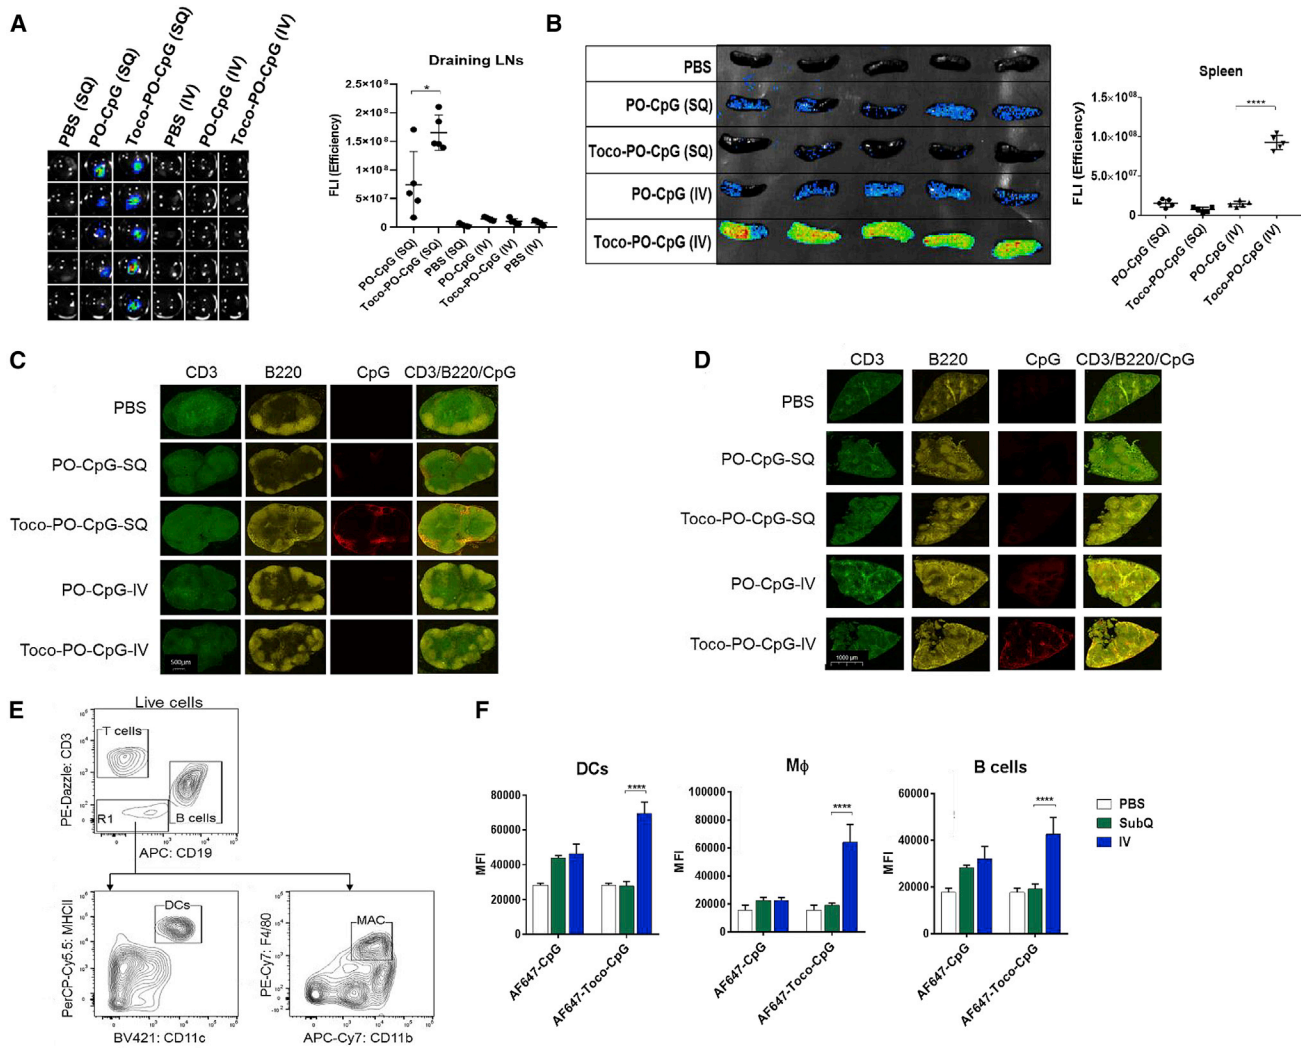 A
PBS (SQ)
PO-CpG (SQ)
Toco-PO-CpG (SQ)
PBS (IV)
PO-CpG (IV)
Toco-PO-CpG (IV)
Draining LNs
FLI (Efficiency)
2.5×10⁸
2×10⁸
1.5×10⁸
1×10⁸
5×10⁷
0
*
PO-CpG (SQ)
Toco-PO-CpG (SQ)
PBS (SQ)
PO-CpG (IV)
Toco-PO-CpG (IV)
PBS (IV)
B
PBS
PO-CpG (SQ)
Toco-PO-CpG (SQ)
PO-CpG (IV)
Toco-PO-CpG (IV)
Spleen
FLI (Efficiency)
1.5×10⁰⁸
1.0×10⁰⁸
5.0×10⁰⁷
0
****
PO-CpG (SQ)
Toco-PO-CpG (SQ)
PO-CpG (IV)
Toco-PO-CpG (IV)
C
CD3 B220 CpG CD3/B220/CpG
PBS
PO-CpG-SQ
Toco-PO-CpG-SQ
PO-CpG-IV
Toco-PO-CpG-IV
500μm
D
CD3 B220 CpG CD3/B220/CpG
PBS
PO-CpG-SQ
Toco-PO-CpG-SQ
PO-CpG-IV
Toco-PO-CpG-IV
1000 μm
E
Live cells
T cells
B cells
R1
PE-Dazzle: CD3
APC: CD19
DCs
PerCP-Cy5.5: MHCII
BV421: CD11c
MAC
PE-Cy7: F4/80
APC-Cy7: CD11b
F
DCs
MFI
80000
60000
40000
20000
0
****
AF647-CpG
AF647-Toco-CpG
Mϕ
MFI
100000
80000
60000
40000
20000
0
****
AF647-CpG
AF647-Toco-CpG
B cells
MFI
60000
40000
20000
0
****
AF647-CpG
AF647-Toco-CpG
PBS
SubQ
IV